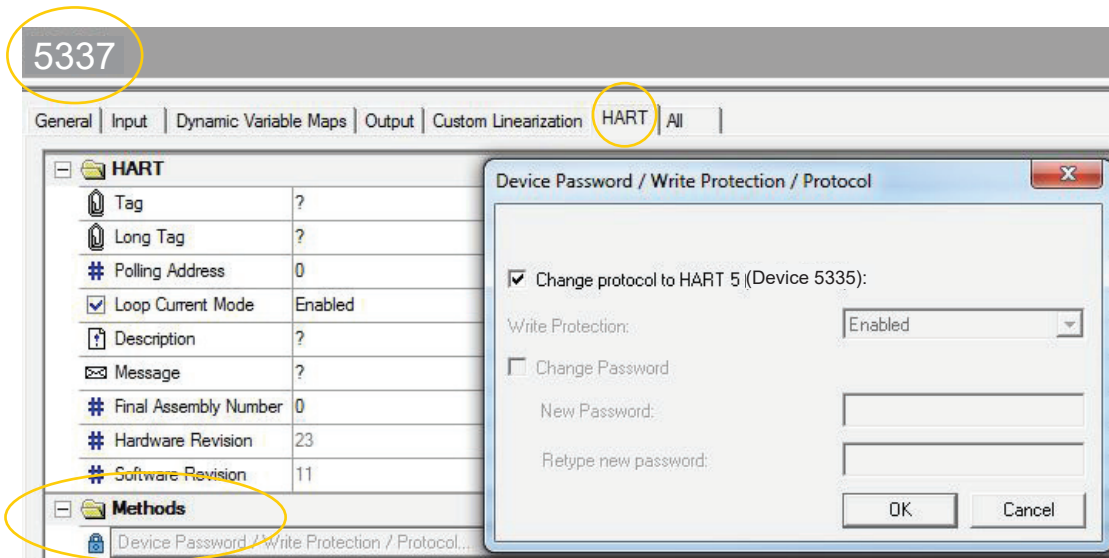 5337
General Input Dynamic Variable Maps Output Custom Linearization HART All
HART
Tag ?
Long Tag ?
Polling Address 0
Loop Current Mode Enabled
Description ?
Message ?
Final Assembly Number 0
Hardware Revision 23
Software Revision 11
Methods
Device Password / Write Protection / Protocol...
Device Password / Write Protection / Protocol
Change protocol to HART 5 (Device 5335):
Write Protection: Enabled
Change Password
New Password:
Retype new password:
OK Cancel